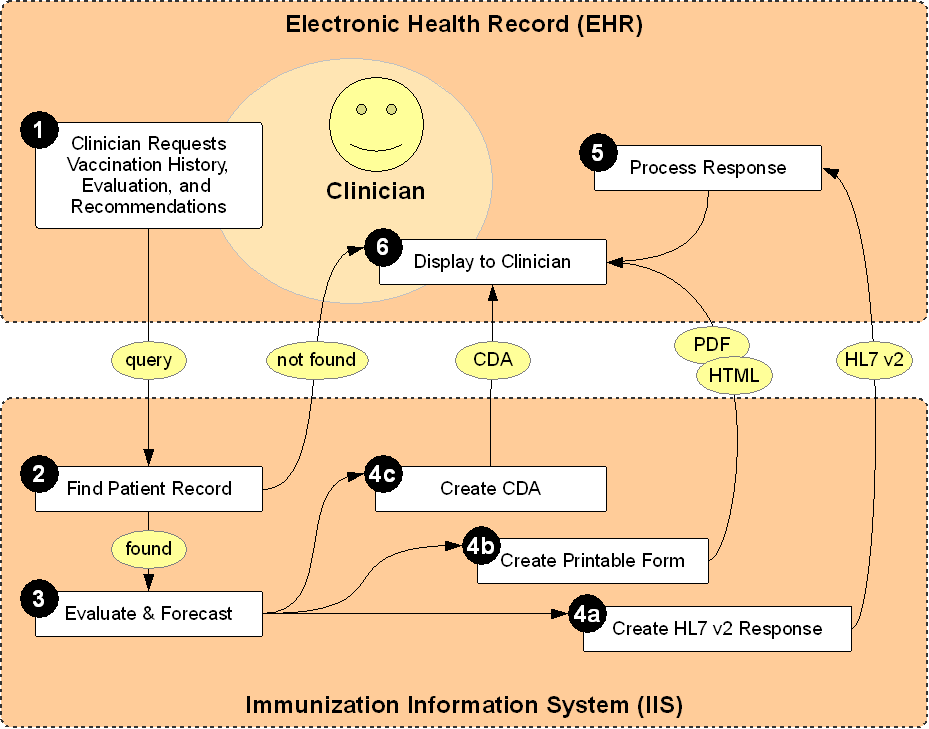 Electronic Health Record (EHR)
1
Clinician Requests
Vaccination History,
Evaluation, and
Recommendations
Clinician
5
Process Response
6
Display to Clinician
query
not found
CDA
PDF
HTML
HL7 v2
2
Find Patient Record
4c
Create CDA
found
4b
Create Printable Form
3
Evaluate & Forecast
4a
Create HL7 v2 Response
Immunization Information System (IIS)